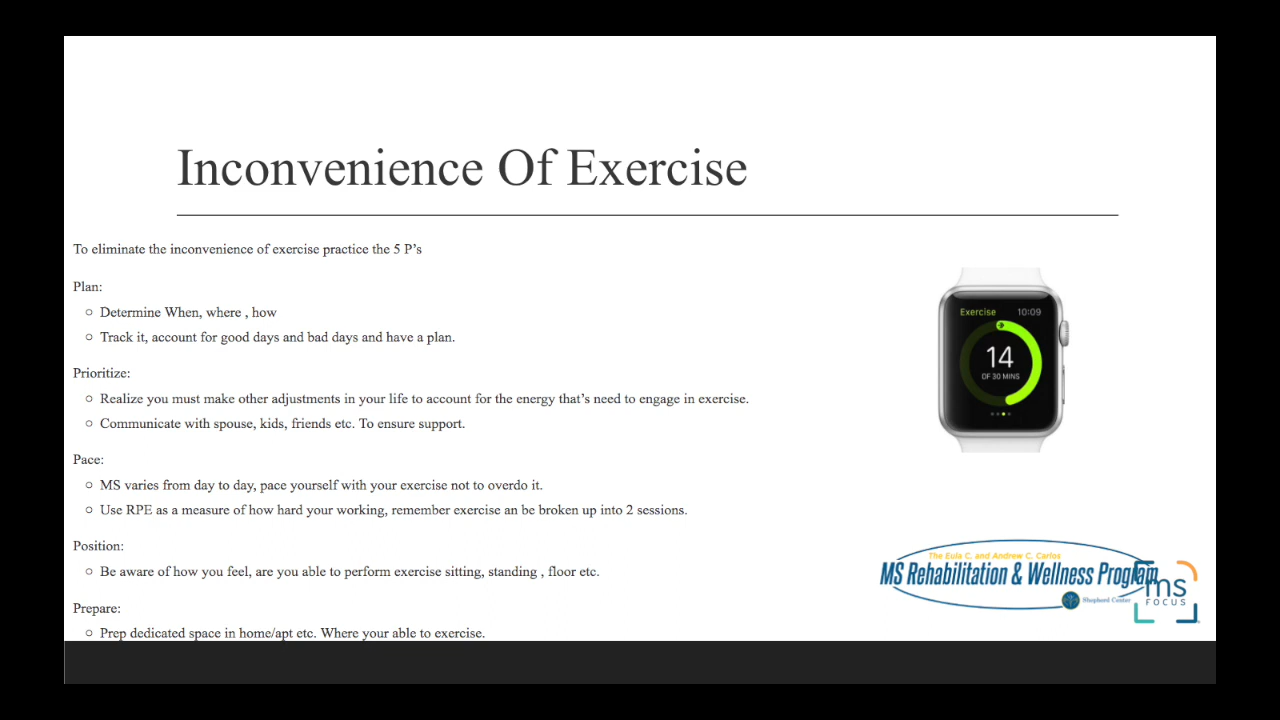 Inconvenience Of Exercise
To eliminate the inconvenience of exercise practice the 5 P’s
Plan:
Determine When, where , how
Track it, account for good days and bad days and have a plan.
Prioritize:
Realize you must make other adjustments in your life to account for the energy that’s need to engage in exercise.
Communicate with spouse, kids, friends etc. To ensure support.
Pace:
MS varies from day to day, pace yourself with your exercise not to overdo it.
Use RPE as a measure of how hard your working, remember exercise an be broken up into 2 sessions.
Position:
Be aware of how you feel, are you able to perform exercise sitting, standing , floor etc.
Prepare:
Prep dedicated space in home/apt etc. Where your able to exercise.
Exercise 10:09
14
OF 30 MINS
The Eula C. and Andrew C. Carlos
MS Rehabilitation & Wellness Program
Shepherd Center
ms
FOCUS